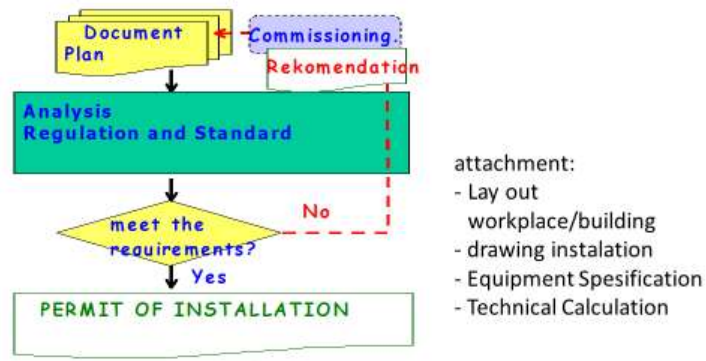 Document
Plan
Commissioning.
Rekomendation
Analysis
Regulation and Standard
meet the
requirements?
No
Yes
PERMIT OF INSTALLATION
attachment:
- Lay out
workplace/building
- drawing instalation
- Equipment Spesification
- Technical Calculation